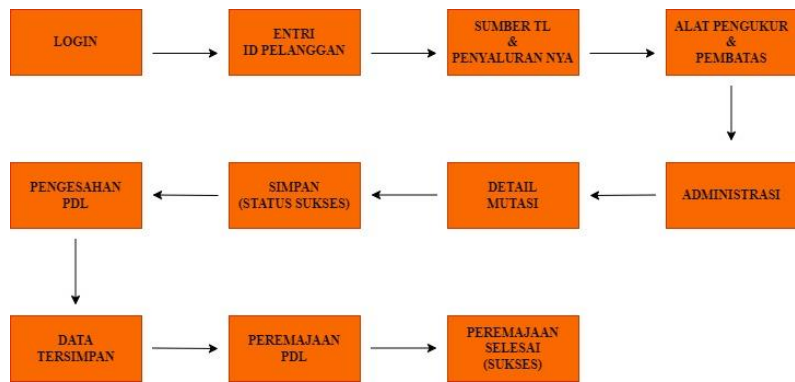 LOGIN
ENTRI
ID PELANGGAN
SUMBER TL
&
PENYALURAN NYA
ALAT PENGUKUR
&
PEMBATAS
ADMINISTRASI
DETAIL
MUTASI
SIMPAN
(STATUS SUKSES)
PENGESAHAN
PDL
DATA
TERSIMPAN
PEREMAJAAN
PDL
PEREMAJAAN
SELESAI
(SUKSES)